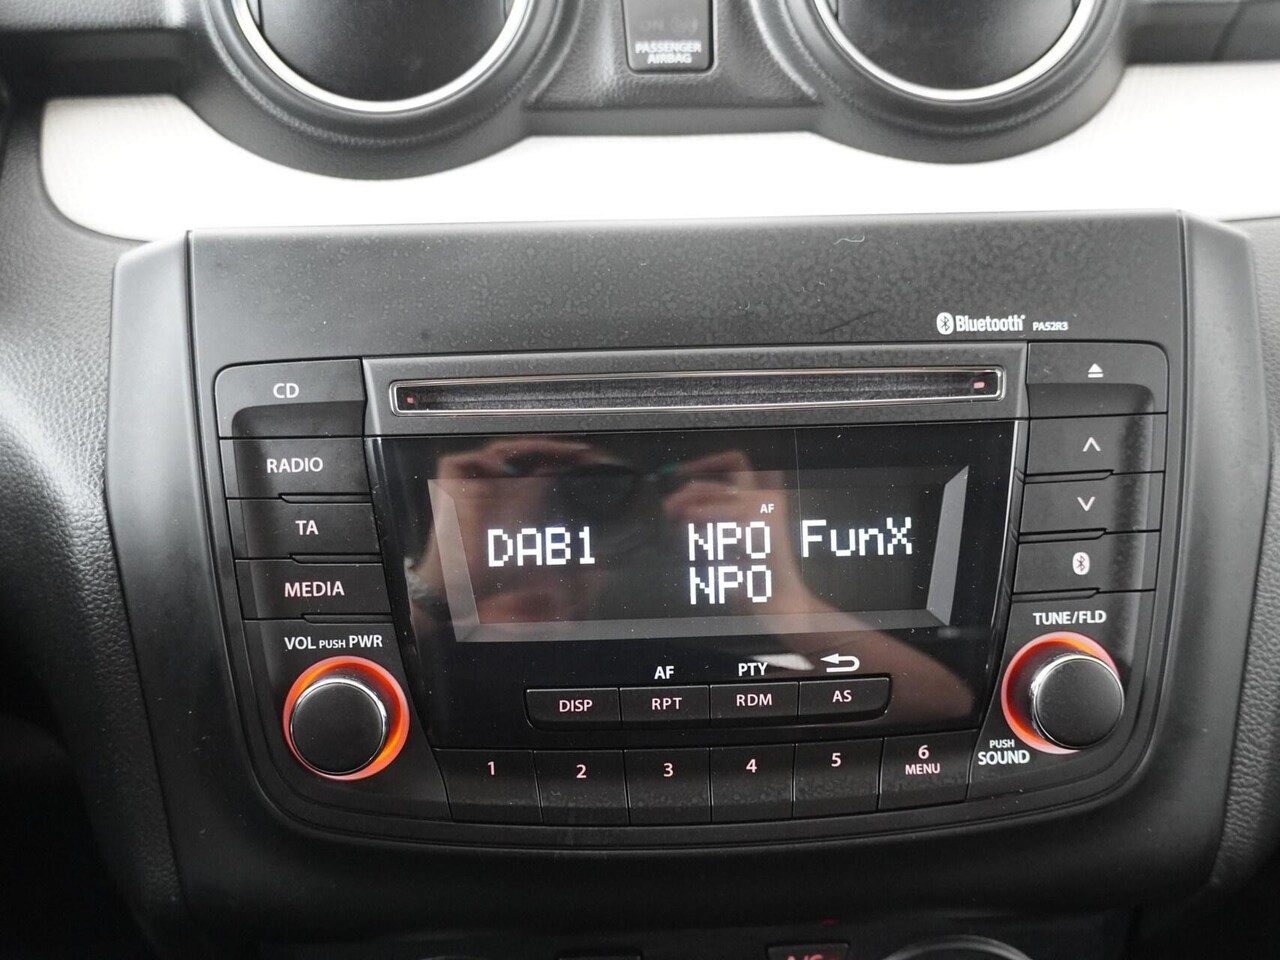 PASSENGER
AIRBAG
Bluetooth PA52R3
CD
RADIO
TA
MEDIA
VOL PUSH PWR
AF
DAB1 NPO FunX
NPO
TUNE/FLD
AF PTY
DISP RPT RDM AS
PUSH
SOUND
1 2 3 4 5 6
MENU